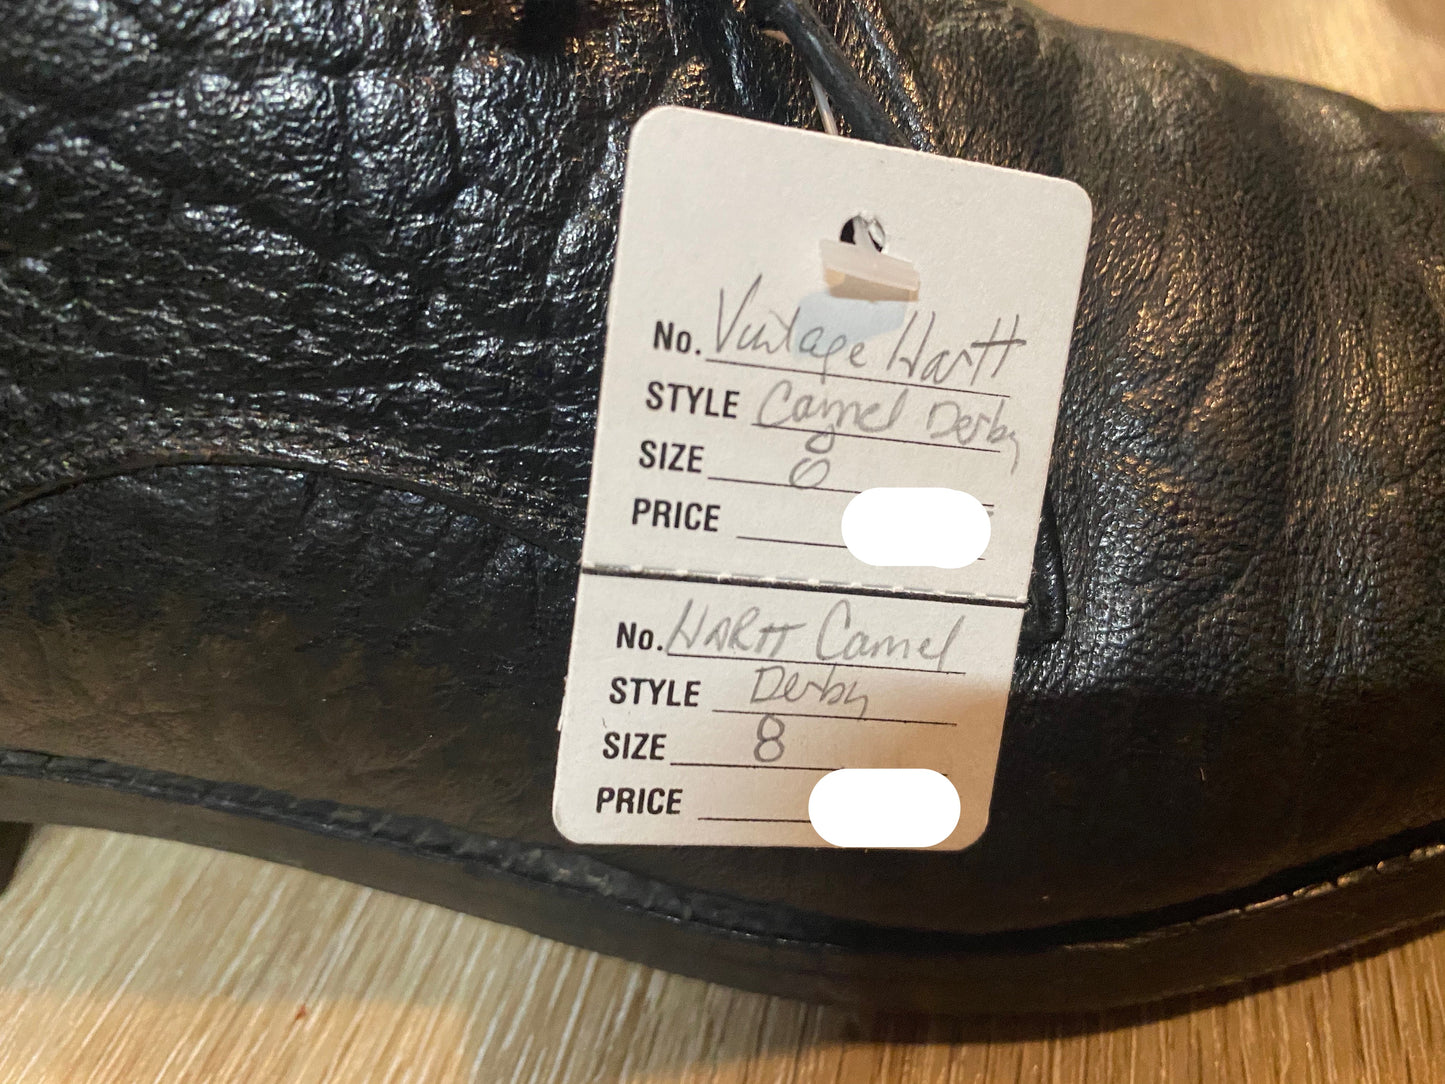 No. Vintage Hartt
STYLE Camel Derby
SIZE 8
PRICE
No. HARTT Camel
STYLE Derby
SIZE 8
PRICE